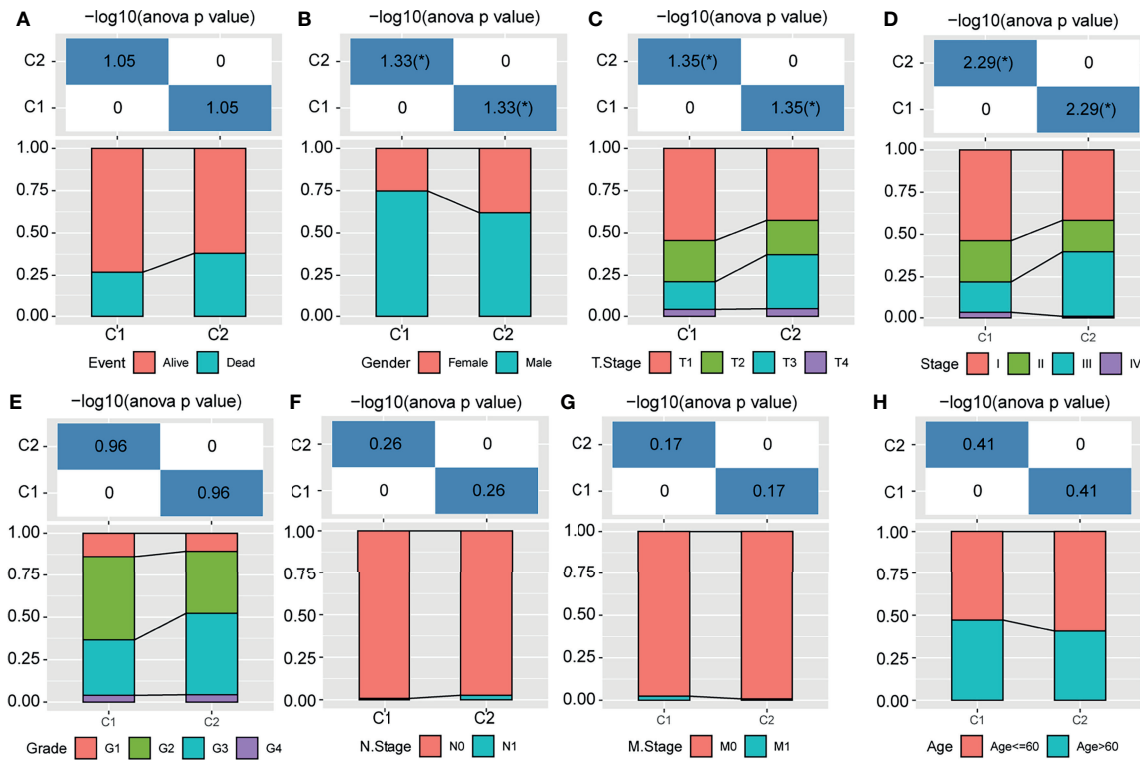 A
−log10(anova p value)
C2 1.05 0
C1 0 1.05
1.00
0.75
0.50
0.25
0.00
C1 C2
Event Alive Dead
B
−log10(anova p value)
C2 1.33(*) 0
C1 0 1.33(*)
1.00
0.75
0.50
0.25
0.00
C1 C2
Gender Female Male
C
−log10(anova p value)
C2 1.35(*) 0
C1 0 1.35(*)
1.00
0.75
0.50
0.25
0.00
C1 C2
T.Stage T1 T2 T3 T4
D
−log10(anova p value)
C2 2.29(*) 0
C1 0 2.29(*)
1.00
0.75
0.50
0.25
0.00
C1 C2
Stage I II III IV
E
−log10(anova p value)
C2 0.96 0
C1 0 0.96
1.00
0.75
0.50
0.25
0.00
C1 C2
Grade G1 G2 G3 G4
F
−log10(anova p value)
C2 0.26 0
C1 0 0.26
1.00
0.75
0.50
0.25
0.00
C1 C2
N.Stage N0 N1
G
−log10(anova p value)
C2 0.17 0
C1 0 0.17
1.00
0.75
0.50
0.25
0.00
C1 C2
M.Stage M0 M1
H
−log10(anova p value)
C2 0.41 0
C1 0 0.41
1.00
0.75
0.50
0.25
0.00
C1 C2
Age Age<=60 Age>60